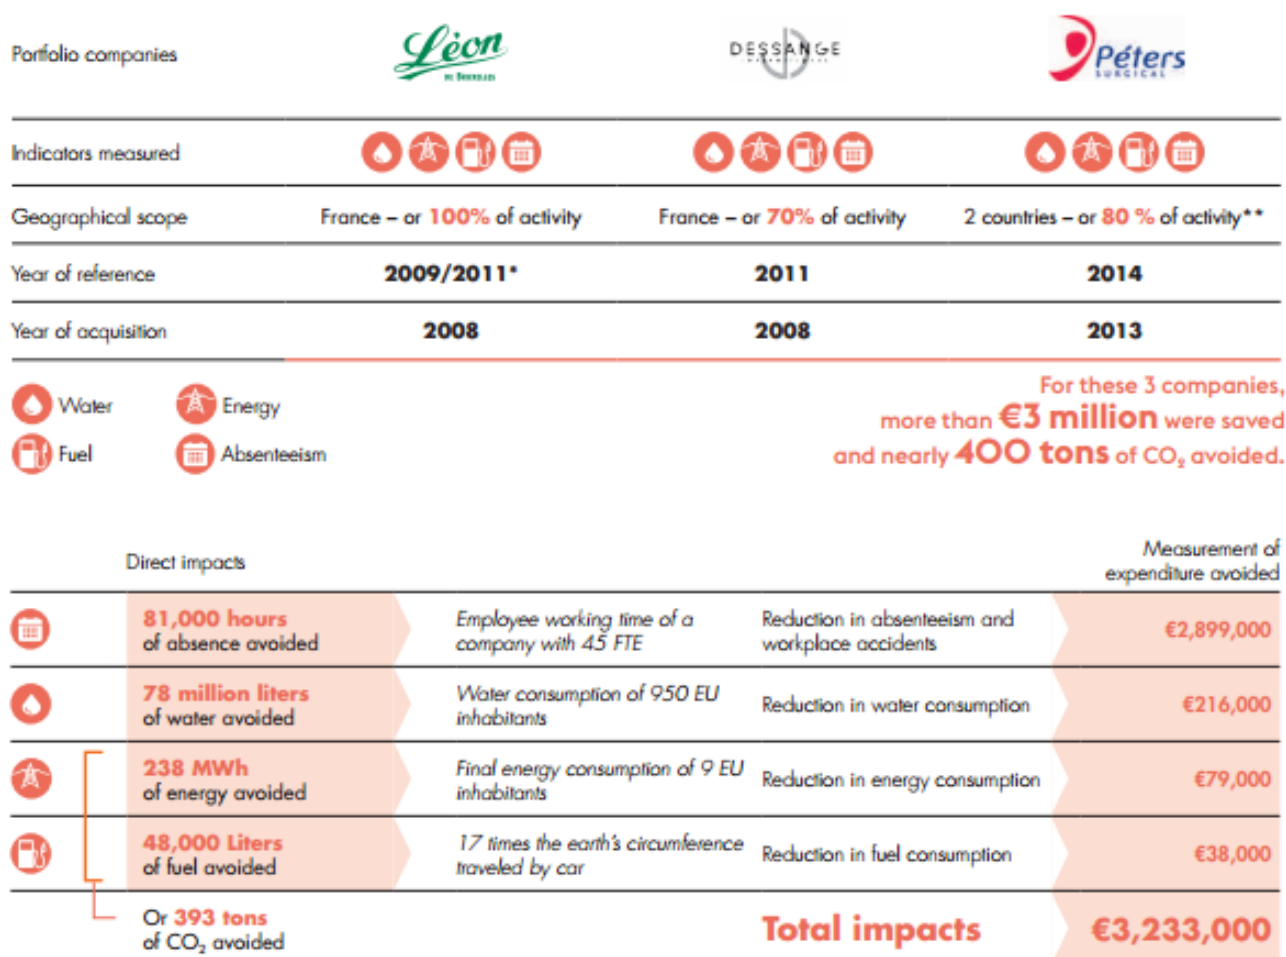 Portfolio companies
Léon
DE BRUXELLES
DESSANGE
Péters
SURGICAL
Indicators measured
Geographical scope
France – or 100% of activity
France – or 70% of activity
2 countries – or 80 % of activity**
Year of reference
2009/2011*
2011
2014
Year of acquisition
2008
2008
2013
Water
Energy
Fuel
Absenteeism
For these 3 companies,
more than €3 million were saved
and nearly 400 tons of CO₂ avoided.
Direct impacts
Measurement of
expenditure avoided
81,000 hours
of absence avoided
Employee working time of a
company with 45 FTE
Reduction in absenteeism and
workplace accidents
€2,899,000
78 million liters
of water avoided
Water consumption of 950 EU
inhabitants
Reduction in water consumption
€216,000
238 MWh
of energy avoided
Final energy consumption of 9 EU
inhabitants
Reduction in energy consumption
€79,000
48,000 Liters
of fuel avoided
17 times the earth's circumference
traveled by car
Reduction in fuel consumption
€38,000
Or 393 tons
of CO₂ avoided
Total impacts
€3,233,000